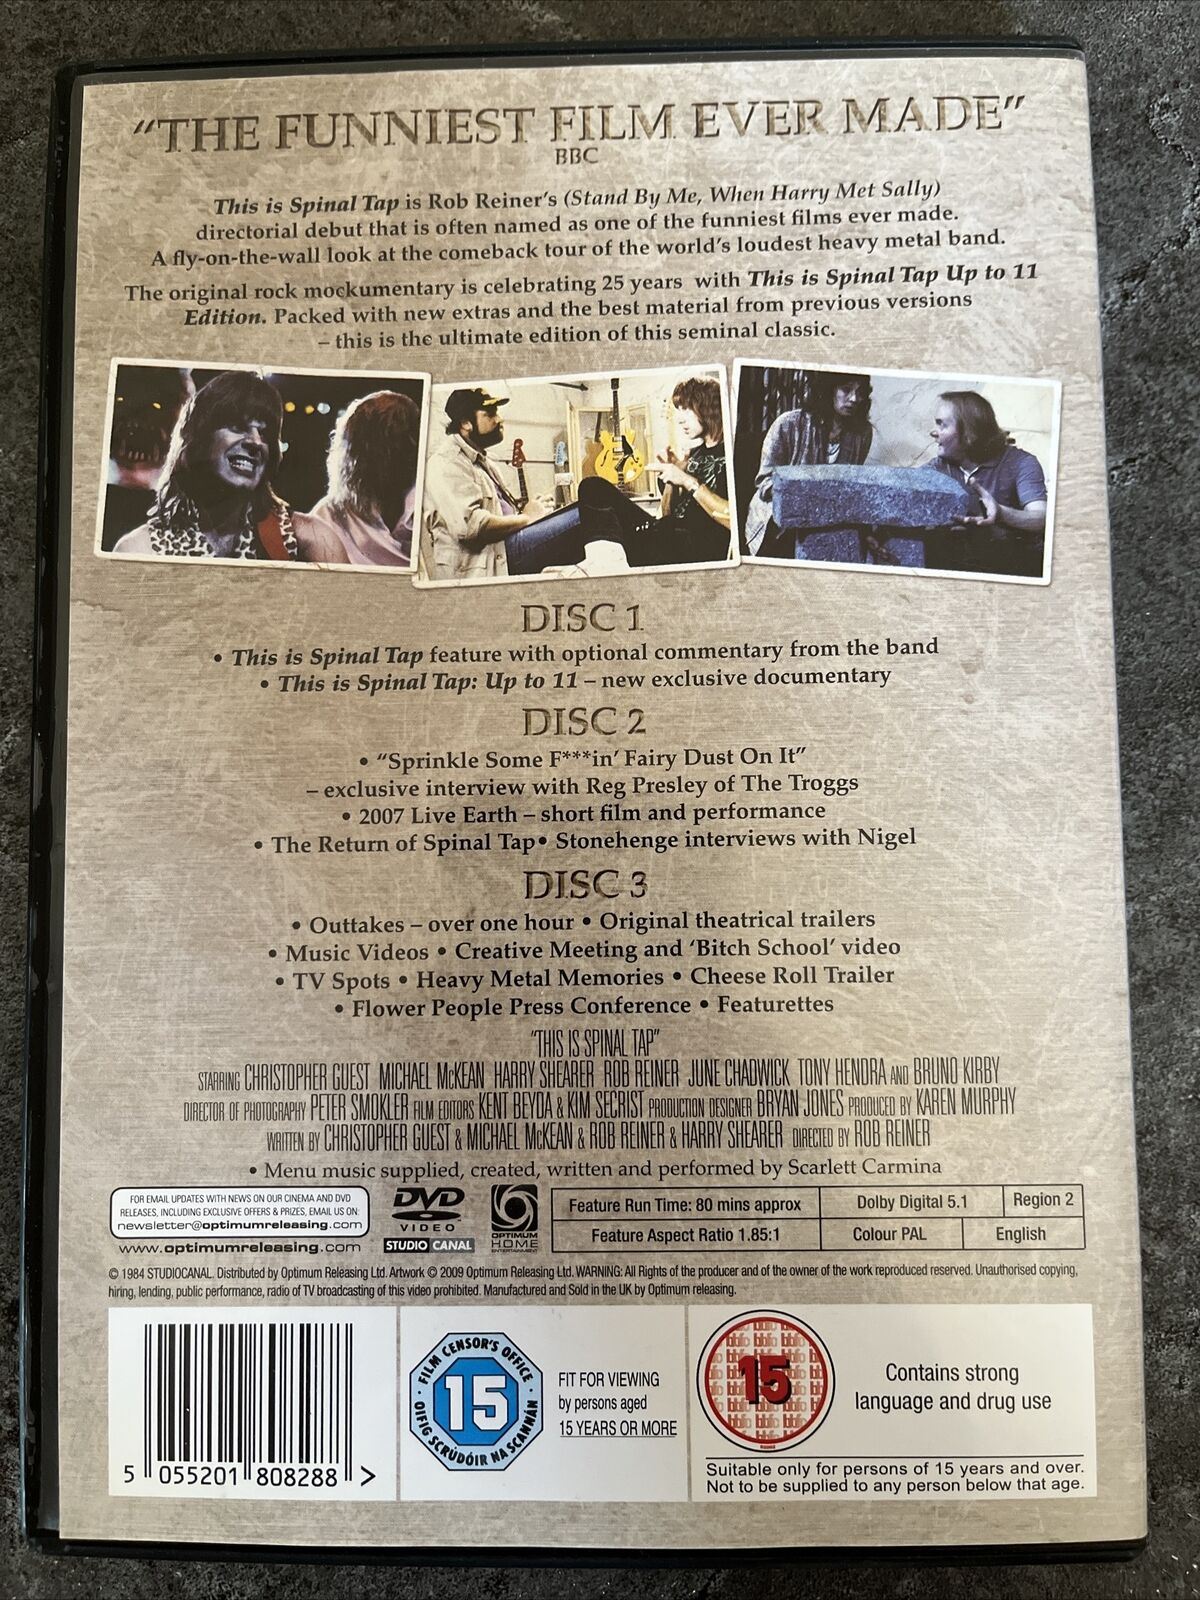 "THE FUNNIEST FILM EVER MADE"
BBC
This is Spinal Tap is Rob Reiner's (Stand By Me, When Harry Met Sally)
directorial debut that is often named as one of the funniest films ever made.
A fly-on-the-wall look at the comeback tour of the world's loudest heavy metal band.
The original rock mockumentary is celebrating 25 years with This is Spinal Tap Up to 11
Edition. Packed with new extras and the best material from previous versions
– this is the ultimate edition of this seminal classic.
DISC 1
• This is Spinal Tap feature with optional commentary from the band
• This is Spinal Tap: Up to 11 – new exclusive documentary
DISC 2
• "Sprinkle Some F***in' Fairy Dust On It"
– exclusive interview with Reg Presley of The Troggs
• 2007 Live Earth – short film and performance
• The Return of Spinal Tap• Stonehenge interviews with Nigel
DISC 3
• Outtakes – over one hour • Original theatrical trailers
• Music Videos • Creative Meeting and 'Bitch School' video
• TV Spots • Heavy Metal Memories • Cheese Roll Trailer
• Flower People Press Conference • Featurettes
"THIS IS SPINAL TAP"
STARRING CHRISTOPHER GUEST MICHAEL McKEAN HARRY SHEARER ROB REINER JUNE CHADWICK TONY HENDRA AND BRUNO KIRBY
DIRECTOR OF PHOTOGRAPHY PETER SMOKLER FILM EDITORS KENT BEYDA & KIM SECRIST PRODUCTION DESIGNER BRYAN JONES PRODUCED BY KAREN MURPHY
WRITTEN BY CHRISTOPHER GUEST & MICHAEL McKEAN & ROB REINER & HARRY SHEARER DIRECTED BY ROB REINER
• Menu music supplied, created, written and performed by Scarlett Carmina
FOR EMAIL UPDATES WITH NEWS ON OUR CINEMA AND DVD
RELEASES, INCLUDING EXCLUSIVE OFFERS & PRIZES, EMAIL US ON:
newsletter@optimumreleasing.com
www.optimumreleasing.com
DVD
VIDEO
STUDIO CANAL
OPTIMUM
HOME
ENTERTAINMENT
Feature Run Time: 80 mins approx
Dolby Digital 5.1
Region 2
Feature Aspect Ratio 1.85:1
Colour PAL
English
© 1984 STUDIOCANAL. Distributed by Optimum Releasing Ltd. Artwork © 2009 Optimum Releasing Ltd. WARNING: All Rights of the producer and of the owner of the work reproduced reserved. Unauthorised copying,
hiring, lending, public performance, radio of TV broadcasting of this video prohibited. Manufactured and Sold in the UK by Optimum releasing.
5 055201 808288 >
FILM CENSOR'S OFFICE
15
OIFIG SCRÚDÓIR NA SCANNÁN
FIT FOR VIEWING
by persons aged
15 YEARS OR MORE
bbfc
15
Contains strong
language and drug use
Suitable only for persons of 15 years and over.
Not to be supplied to any person below that age.